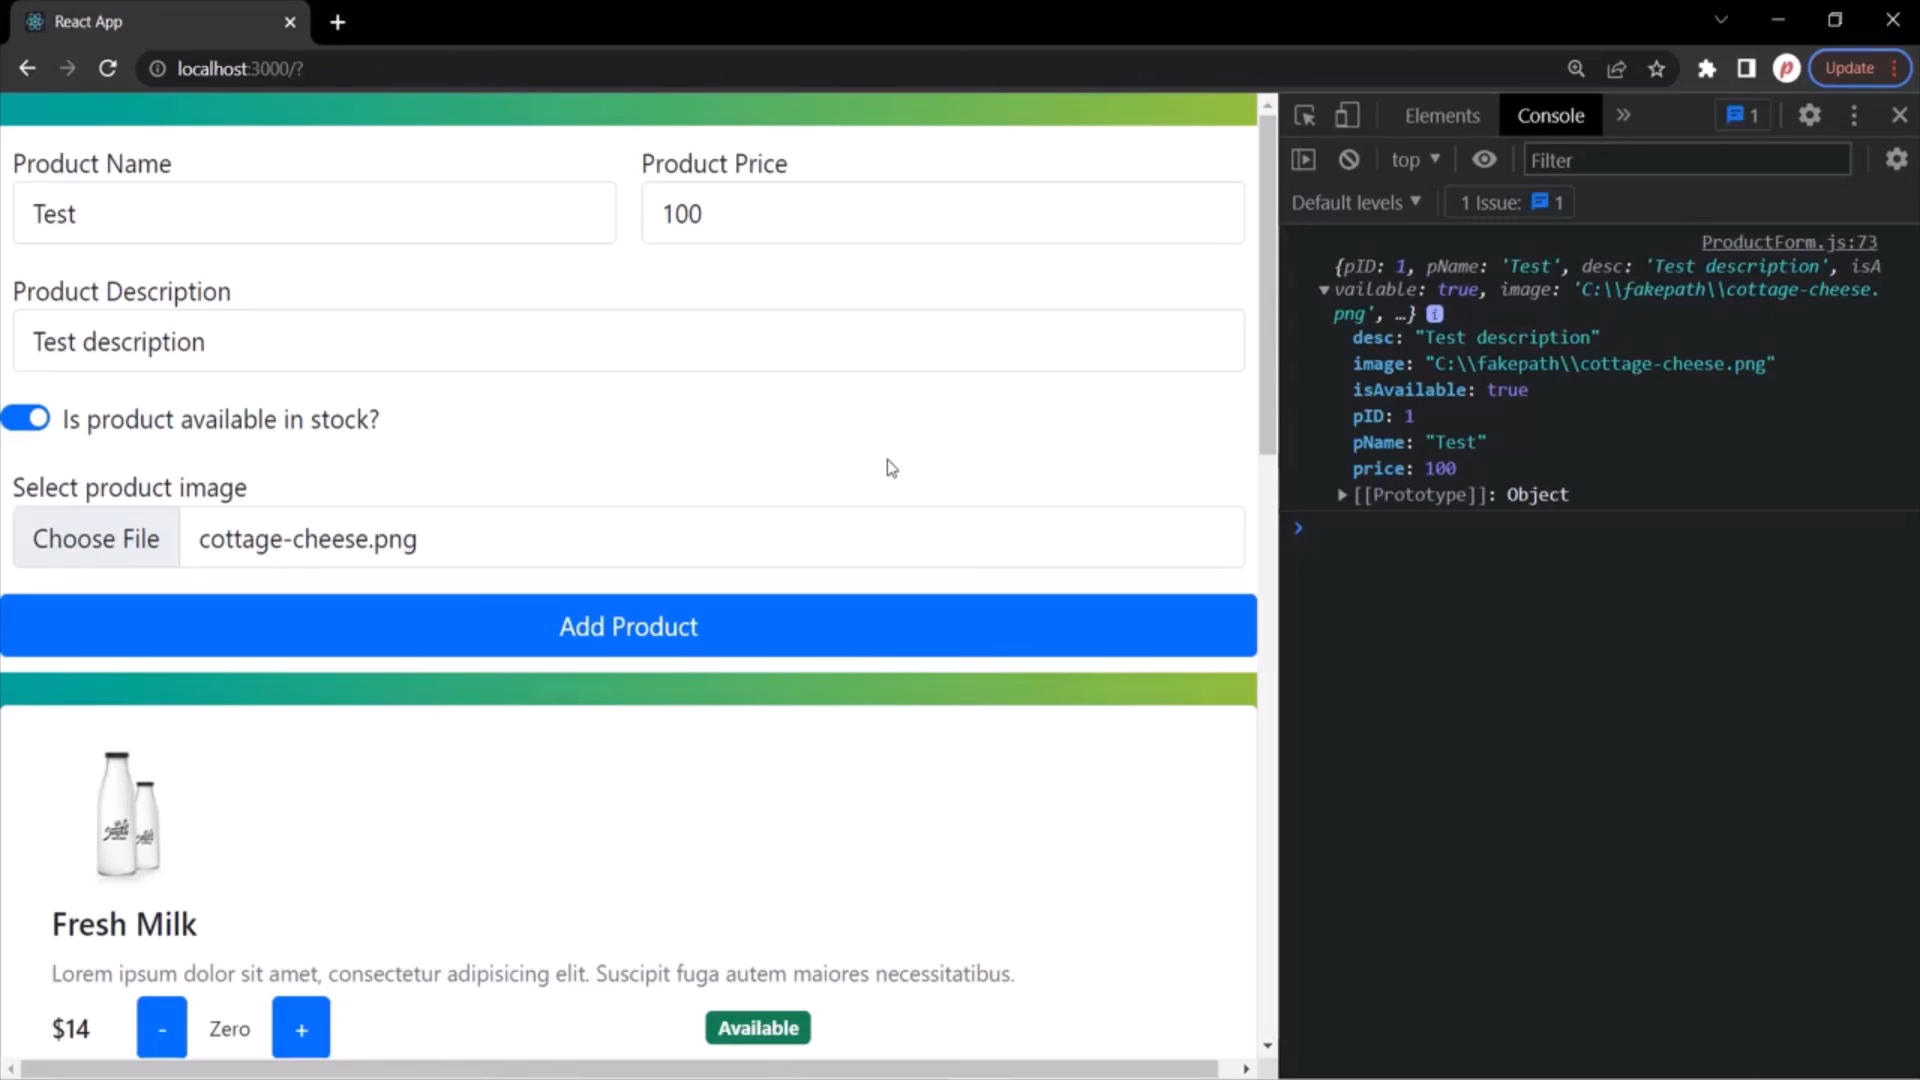 React App
localhost:3000/?
Update
Product Name
Product Price
Test
100
Product Description
Test description
Is product available in stock?
Select product image
Choose File
cottage-cheese.png
Add Product
Fresh Milk
Lorem ipsum dolor sit amet, consectetur adipisicing elit. Suscipit fuga autem maiores necessitatibus.
$14
-
Zero
+
Available
Elements
Console
1
top
Filter
Default levels
1 Issue: 1
ProductForm.js:73
{pID: 1, pName: 'Test', desc: 'Test description', isA
vailable: true, image: 'C:\\fakepath\\cottage-cheese.
png', …}
desc: "Test description"
image: "C:\\fakepath\\cottage-cheese.png"
isAvailable: true
pID: 1
pName: "Test"
price: 100
[[Prototype]]: Object